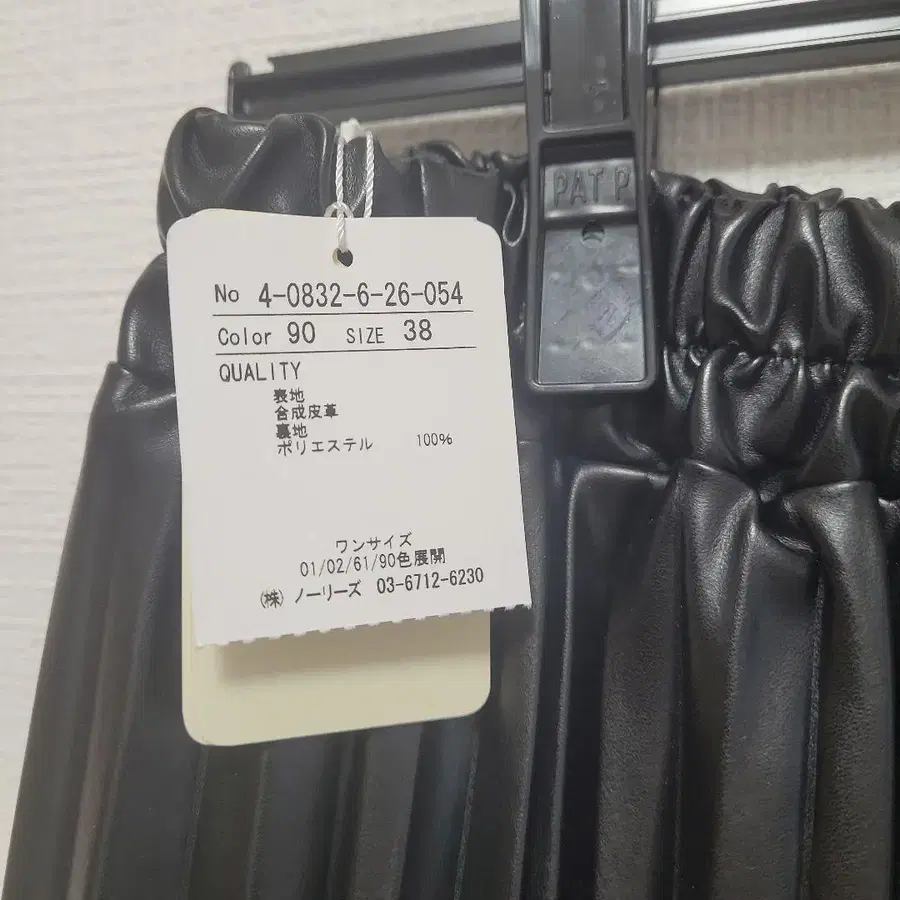 PAT P
No 4-0832-6-26-054
Color 90 SIZE 38
QUALITY
表地
合成皮革
裏地
ポリエステル 100%
ワンサイズ
01/02/61/90色展開
(株) ノーリーズ 03-6712-6230